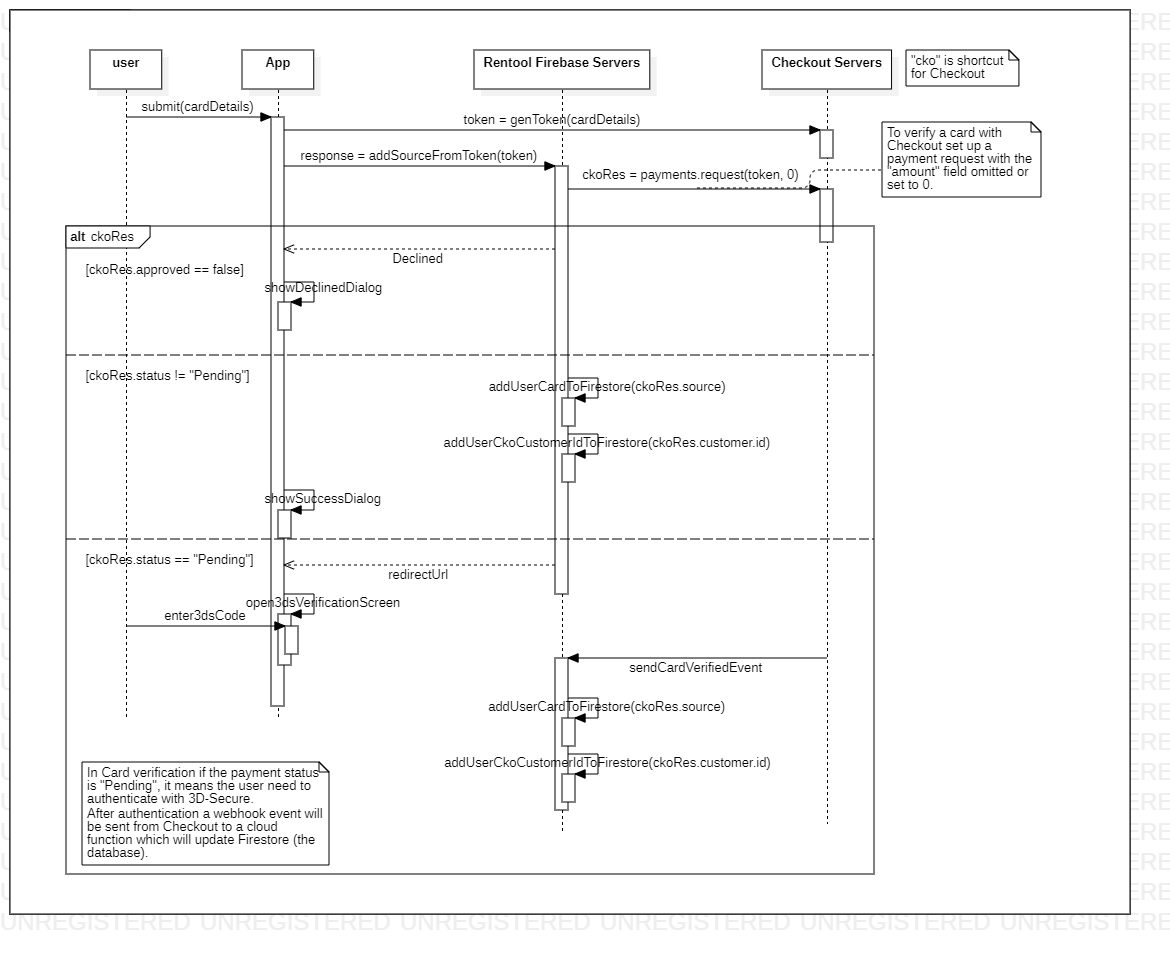 user
App
Rentool Firebase Servers
Checkout Servers
"cko" is shortcut
for Checkout
submit(cardDetails)
token = genToken(cardDetails)
To verify a card with
Checkout set up a
payment request with the
"amount" field omitted or
set to 0.
response = addSourceFromToken(token)
ckoRes = payments.request(token, 0)
alt ckoRes
Declined
[ckoRes.approved == false]
showDeclinedDialog
[ckoRes.status != "Pending"]
addUserCardToFirestore(ckoRes.source)
addUserCkoCustomerIdToFirestore(ckoRes.customer.id)
showSuccessDialog
[ckoRes.status == "Pending"]
redirectUrl
open3dsVerificationScreen
enter3dsCode
sendCardVerifiedEvent
addUserCardToFirestore(ckoRes.source)
addUserCkoCustomerIdToFirestore(ckoRes.customer.id)
In Card verification if the payment status
is "Pending", it means the user need to
authenticate with 3D-Secure.
After authentication a webhook event will
be sent from Checkout to a cloud
function which will update Firestore (the
database).
UNREGISTERED UNREGISTERED UNREGISTERED UNREGISTERED UNREGISTERED UNREGISTERE